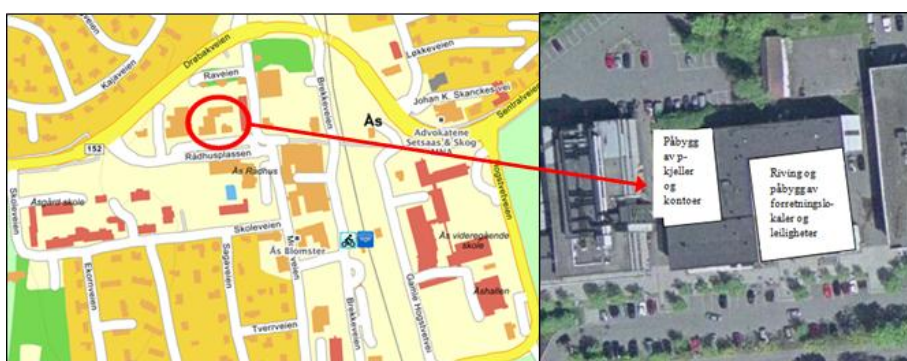 Kajaveien
Drøbakveien
Raveien
Brekkeveien
Løkkeveien
Johan K. Skanckes vei
Sentralveien
Ås
Advokatene
Setsaas & Skog
152
Rådhusplassen
Ås Rådhus
Skoleveien
Åsgård skole
Skoleveien
Ås videregående
skole
Ås Blomster
Ekornveien
Sagaveien
Åshallen
Tverrveien
Brekkeveien
Gamle Hogstvetvei
Påbygg
av p-
kjeller
og
kontoer
Riving og
påbygg av
forretningslo-
kaler og
leiligheter